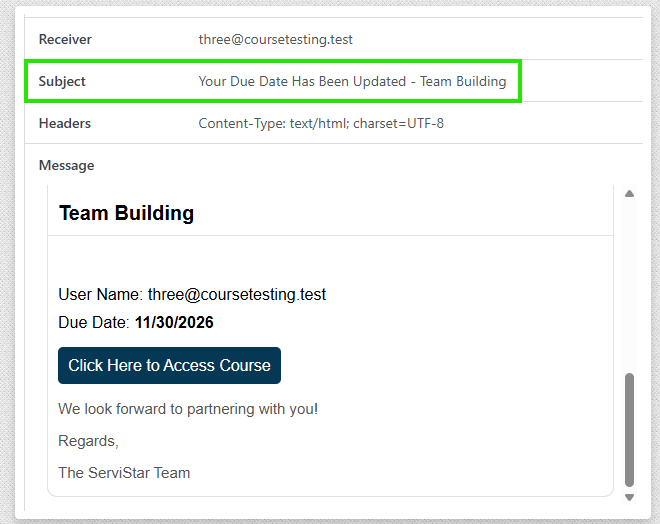 Receiver three@coursetesting.test
Subject Your Due Date Has Been Updated - Team Building
Headers Content-Type: text/html; charset=UTF-8
Message
Team Building
User Name: three@coursetesting.test
Due Date: 11/30/2026
Click Here to Access Course
We look forward to partnering with you!
Regards,
The ServiStar Team